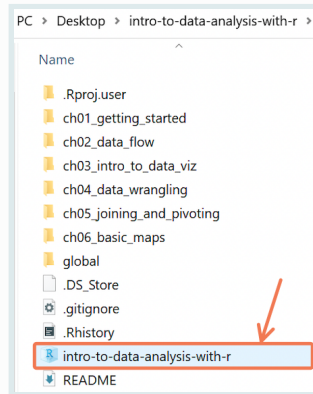 PC > Desktop > intro-to-data-analysis-with-r >
Name
.Rproj.user
ch01_getting_started
ch02_data_flow
ch03_intro_to_data_viz
ch04_data_wrangling
ch05_joining_and_pivoting
ch06_basic_maps
global
.DS_Store
.gitignore
.Rhistory
intro-to-data-analysis-with-r
README